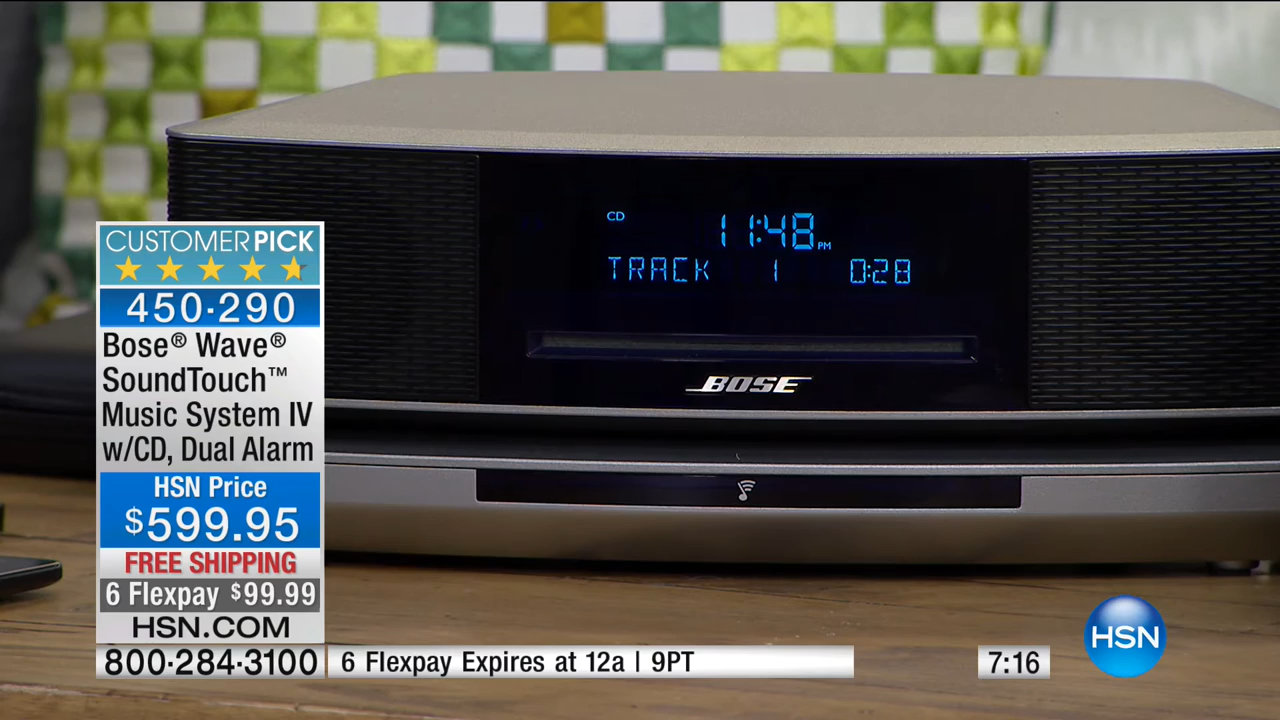 CD
11:48 PM
TRACK 1 0:28
BOSE
CUSTOMER PICK
450·290
Bose® Wave®
SoundTouch™
Music System IV
w/CD, Dual Alarm
HSN Price
$599.95
FREE SHIPPING
6 Flexpay $99.99
HSN.COM
800·284·3100
6 Flexpay Expires at 12a | 9PT
7:16
HSN